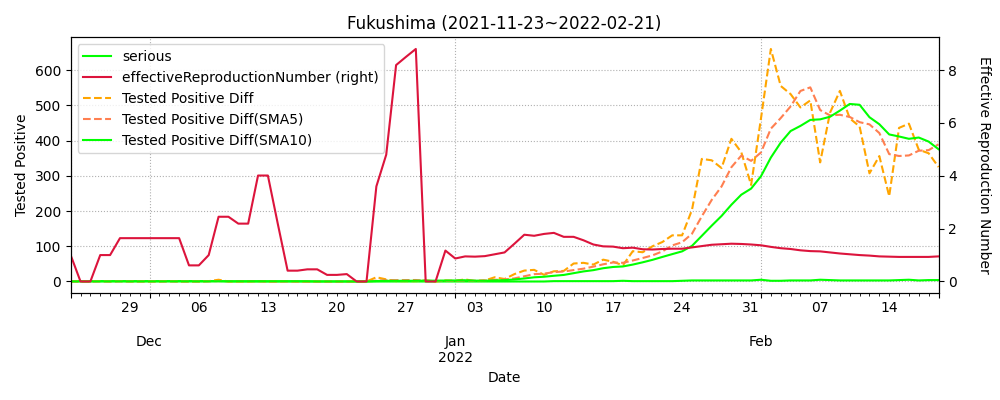 Fukushima (2021-11-23~2022-02-21)
serious
effectiveReproductionNumber (right)
Tested Positive Diff
Tested Positive Diff(SMA5)
Tested Positive Diff(SMA10)
Tested Positive
600
500
400
300
200
100
0
8
6
4
2
0
Effective Reproduction Number
29 06 13 20 27 03 10 17 24 31 07 14
Dec Jan Feb
2022
Date